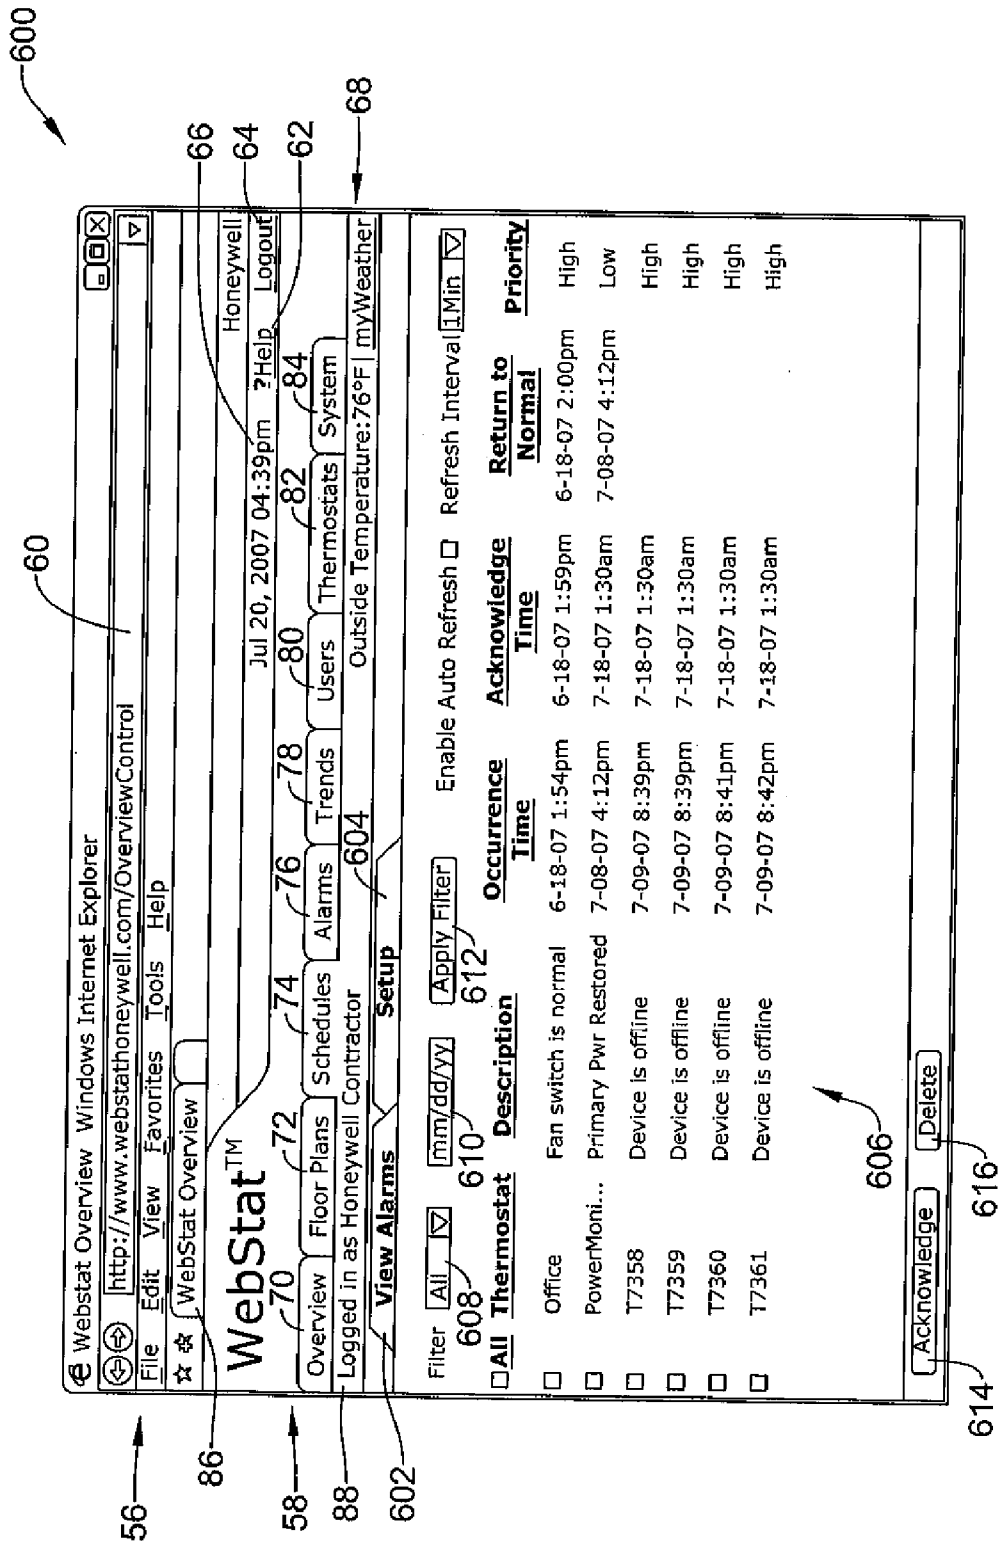 600
60
Webstat Overview Windows Internet Explorer
http://www.webstathoneywell.com/OverviewControl
56
File Edit View Favorites Tools Help
WebStat Overview
86
WebStat™
Honeywell
66
Jul 20, 2007 04:39pm ?Help Logout
64
62
58
70 72 74 76 78 80 82 84
Overview Floor Plans Schedules Alarms Trends Users Thermostats System
88
Logged in as Honeywell Contractor Outside Temperature:76°F | myWeather
68
602
View Alarms Setup
604
Filter All mm/dd/yy Apply Filter Enable Auto Refresh Refresh Interval 1Min
608 610 612
All Thermostat Description Occurrence Time Acknowledge Time Return to Normal Priority
Office Fan switch is normal 6-18-07 1:54pm 6-18-07 1:59pm 6-18-07 2:00pm High
PowerMoni... Primary Pwr Restored 7-08-07 4:12pm 7-18-07 1:30am 7-08-07 4:12pm Low
T7358 Device is offline 7-09-07 8:39pm 7-18-07 1:30am High
T7359 Device is offline 7-09-07 8:39pm 7-18-07 1:30am High
T7360 Device is offline 7-09-07 8:41pm 7-18-07 1:30am High
T7361 Device is offline 7-09-07 8:42pm 7-18-07 1:30am High
606
Acknowledge Delete
614 616